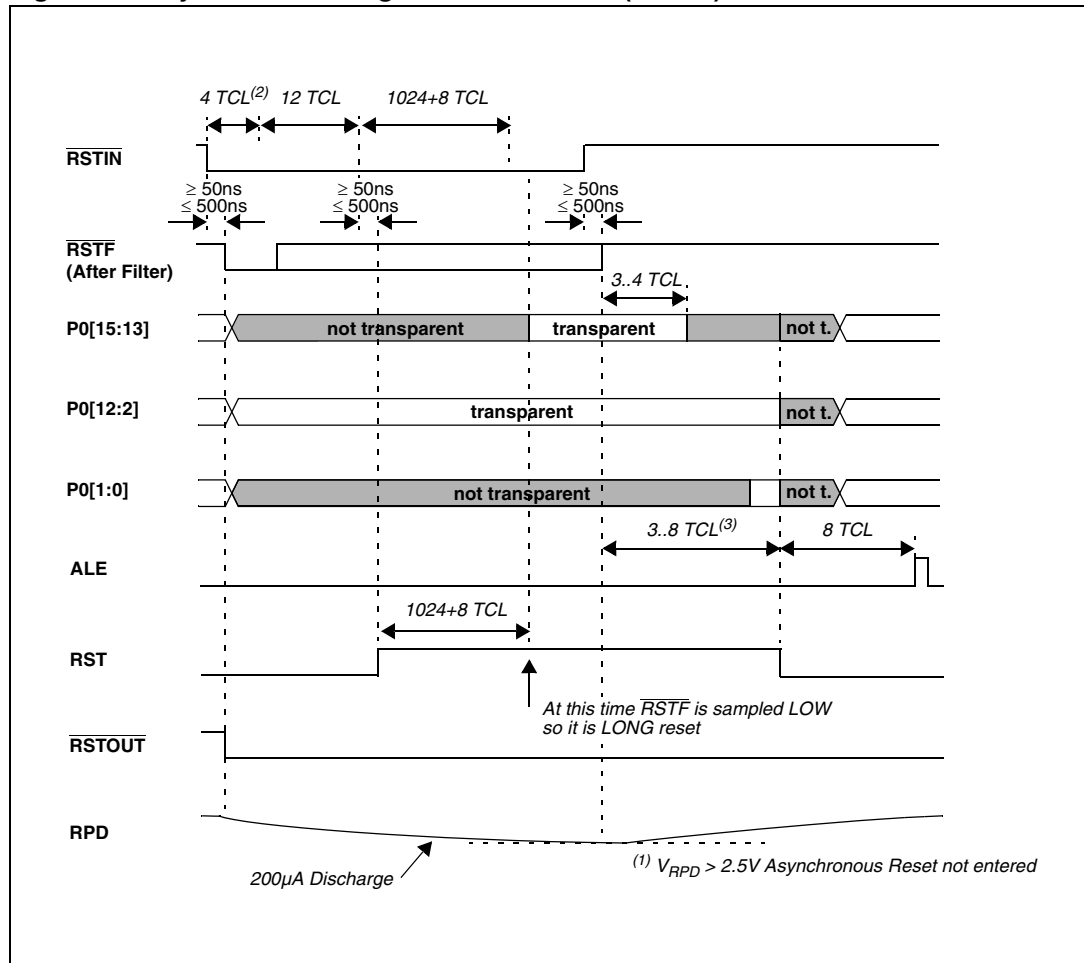 4 TCL(2) 12 TCL 1024+8 TCL
RSTIN
≥ 50ns ≥ 50ns ≥ 50ns
≤ 500ns ≤ 500ns ≤ 500ns
RSTF
(After Filter)
3..4 TCL
P0[15:13] not transparent transparent not t.
P0[12:2] transparent not t.
P0[1:0] not transparent not t.
3..8 TCL(3) 8 TCL
ALE
1024+8 TCL
RST
At this time RSTF is sampled LOW
so it is LONG reset
RSTOUT
RPD
200µA Discharge
(1) VRPD > 2.5V Asynchronous Reset not entered